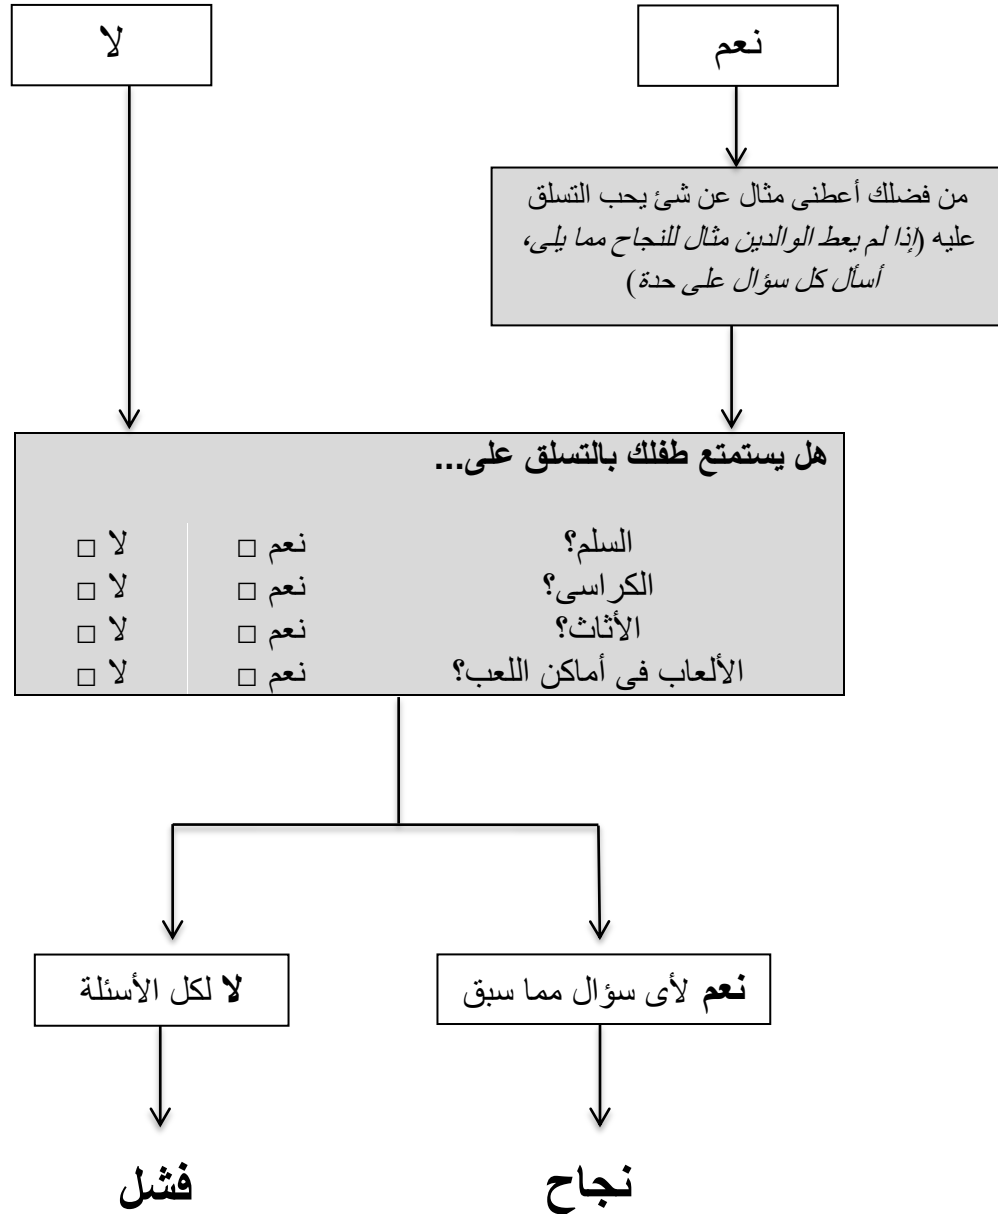 نعم
لا
من فضلك أعطنى مثال عن شئ يحب التسلق
عليه (إذا لم يعط الوالدين مثال للنجاح مما يلى،
أسأل كل سؤال على حدة)
هل يستمتع طفلك بالتسلق على...
السلم؟ نعم □ لا □
الكراسى؟ نعم □ لا □
الأثاث؟ نعم □ لا □
الألعاب فى أماكن اللعب؟ نعم □ لا □
نعم لأى سؤال مما سبق
لا لكل الأسئلة
نجاح
فشل